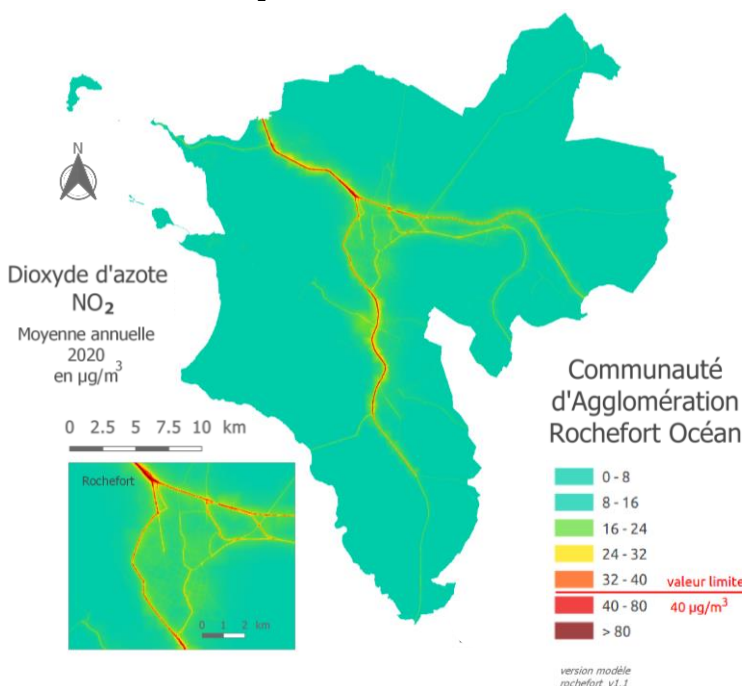 N
Dioxyde d'azote
NO₂
Moyenne annuelle
2020
en µg/m³
0 2.5 5 7.5 10 km
Rochefort
0 1 2 km
Communauté
d'Agglomération
Rochefort Océan
0 - 8
8 - 16
16 - 24
24 - 32
32 - 40 valeur limite
40 - 80 40 µg/m³
> 80
version modèle
rochefort_v1.1